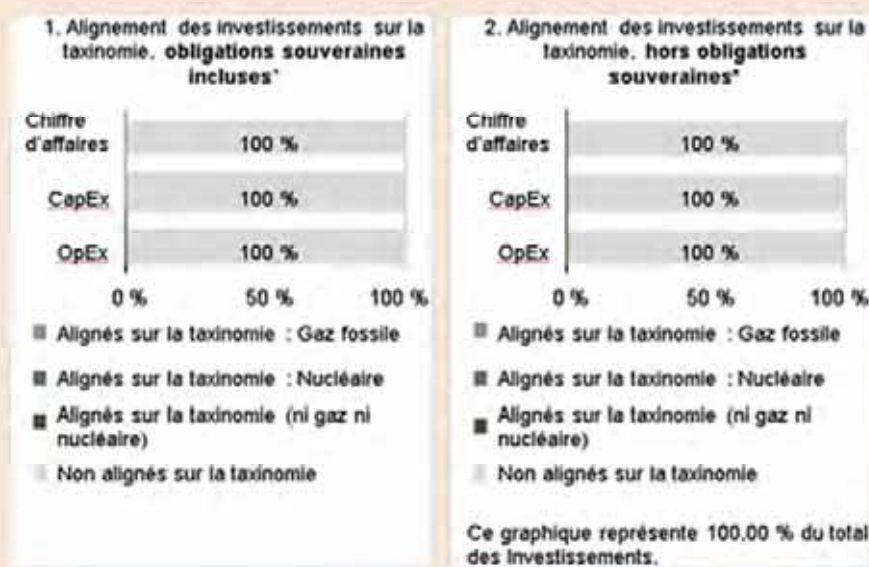 1. Alignement des investissements sur la
taxinomie, obligations souveraines
incluses*
Chiffre
d'affaires
100 %
CapEx
100 %
OpEx
100 %
0 %
50 %
100 %
Alignés sur la taxinomie : Gaz fossile
Alignés sur la taxinomie : Nucléaire
Alignés sur la taxinomie (ni gaz ni
nucléaire)
Non alignés sur la taxinomie
2. Alignement des investissements sur la
taxinomie, hors obligations
souveraines*
Chiffre
d'affaires
100 %
CapEx
100 %
OpEx
100 %
0 %
50 %
100 %
Alignés sur la taxinomie : Gaz fossile
Alignés sur la taxinomie : Nucléaire
Alignés sur la taxinomie (ni gaz ni
nucléaire)
Non alignés sur la taxinomie
Ce graphique représente 100,00 % du total
des Investissements.